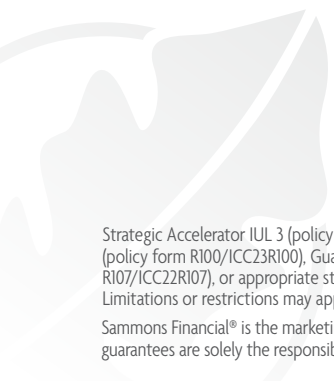 Strategic Accelerator IUL 3 (policy
(policy form R100/ICC23R100), Gua
R107/ICC22R107), or appropriate st
Limitations or restrictions may ap
Sammons Financial® is the marketi
guarantees are solely the responsib